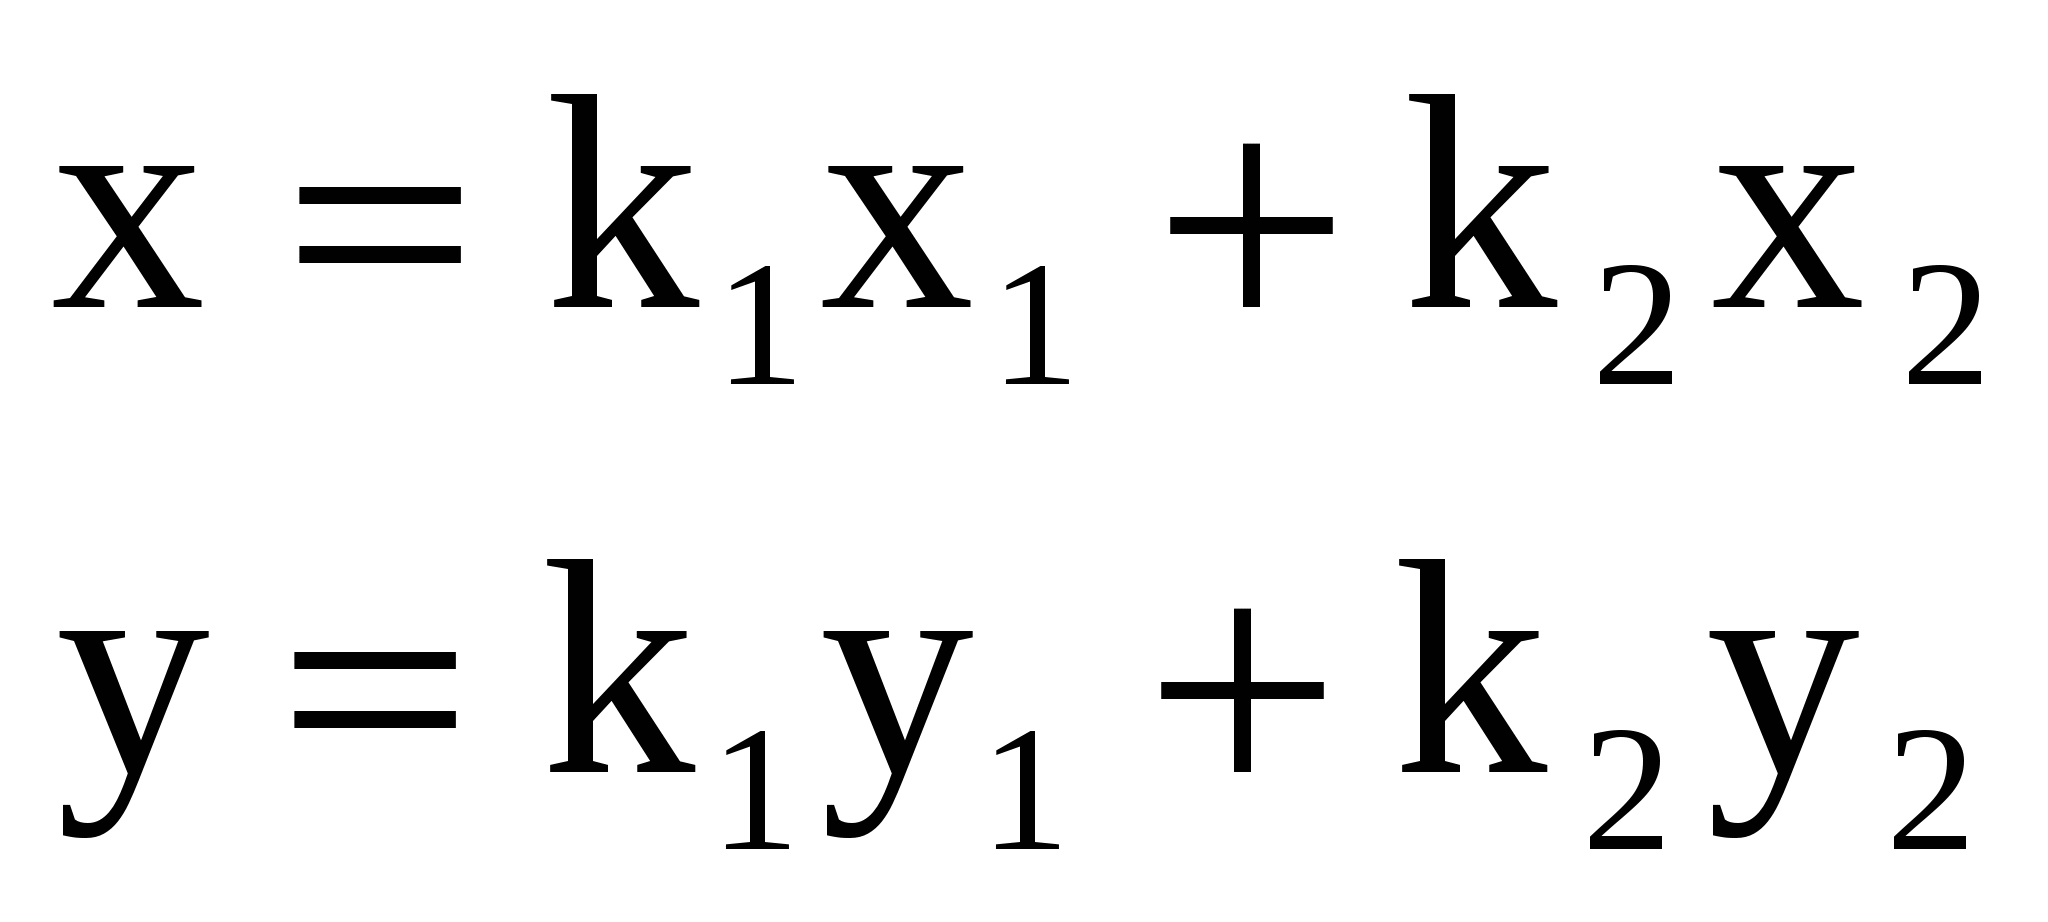 x = k₁x₁ + k₂x₂
y = k₁y₁ + k₂y₂